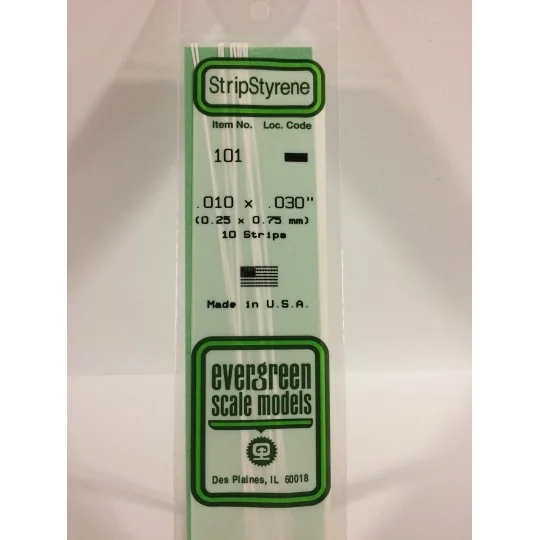 StripStyrene
Item No. Loc. Code
101
.010 x .030"
(0.25 x 0.75 mm)
10 Strips
Made in U.S.A.
evergreen
scale models
Des Plaines, IL 60018